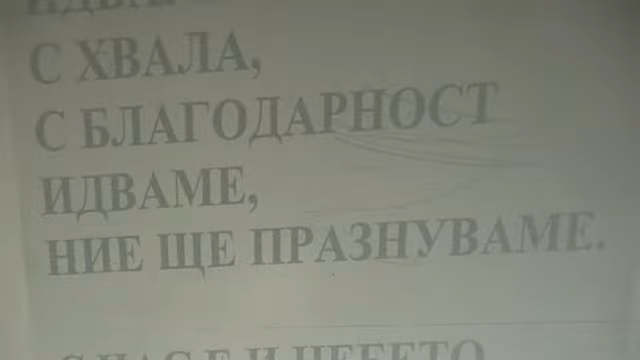 С ХВАЛА,
С БЛАГОДАРНОСТ
ИДВАМЕ,
НИЕ ЩЕ ПРАЗНУВАМЕ.